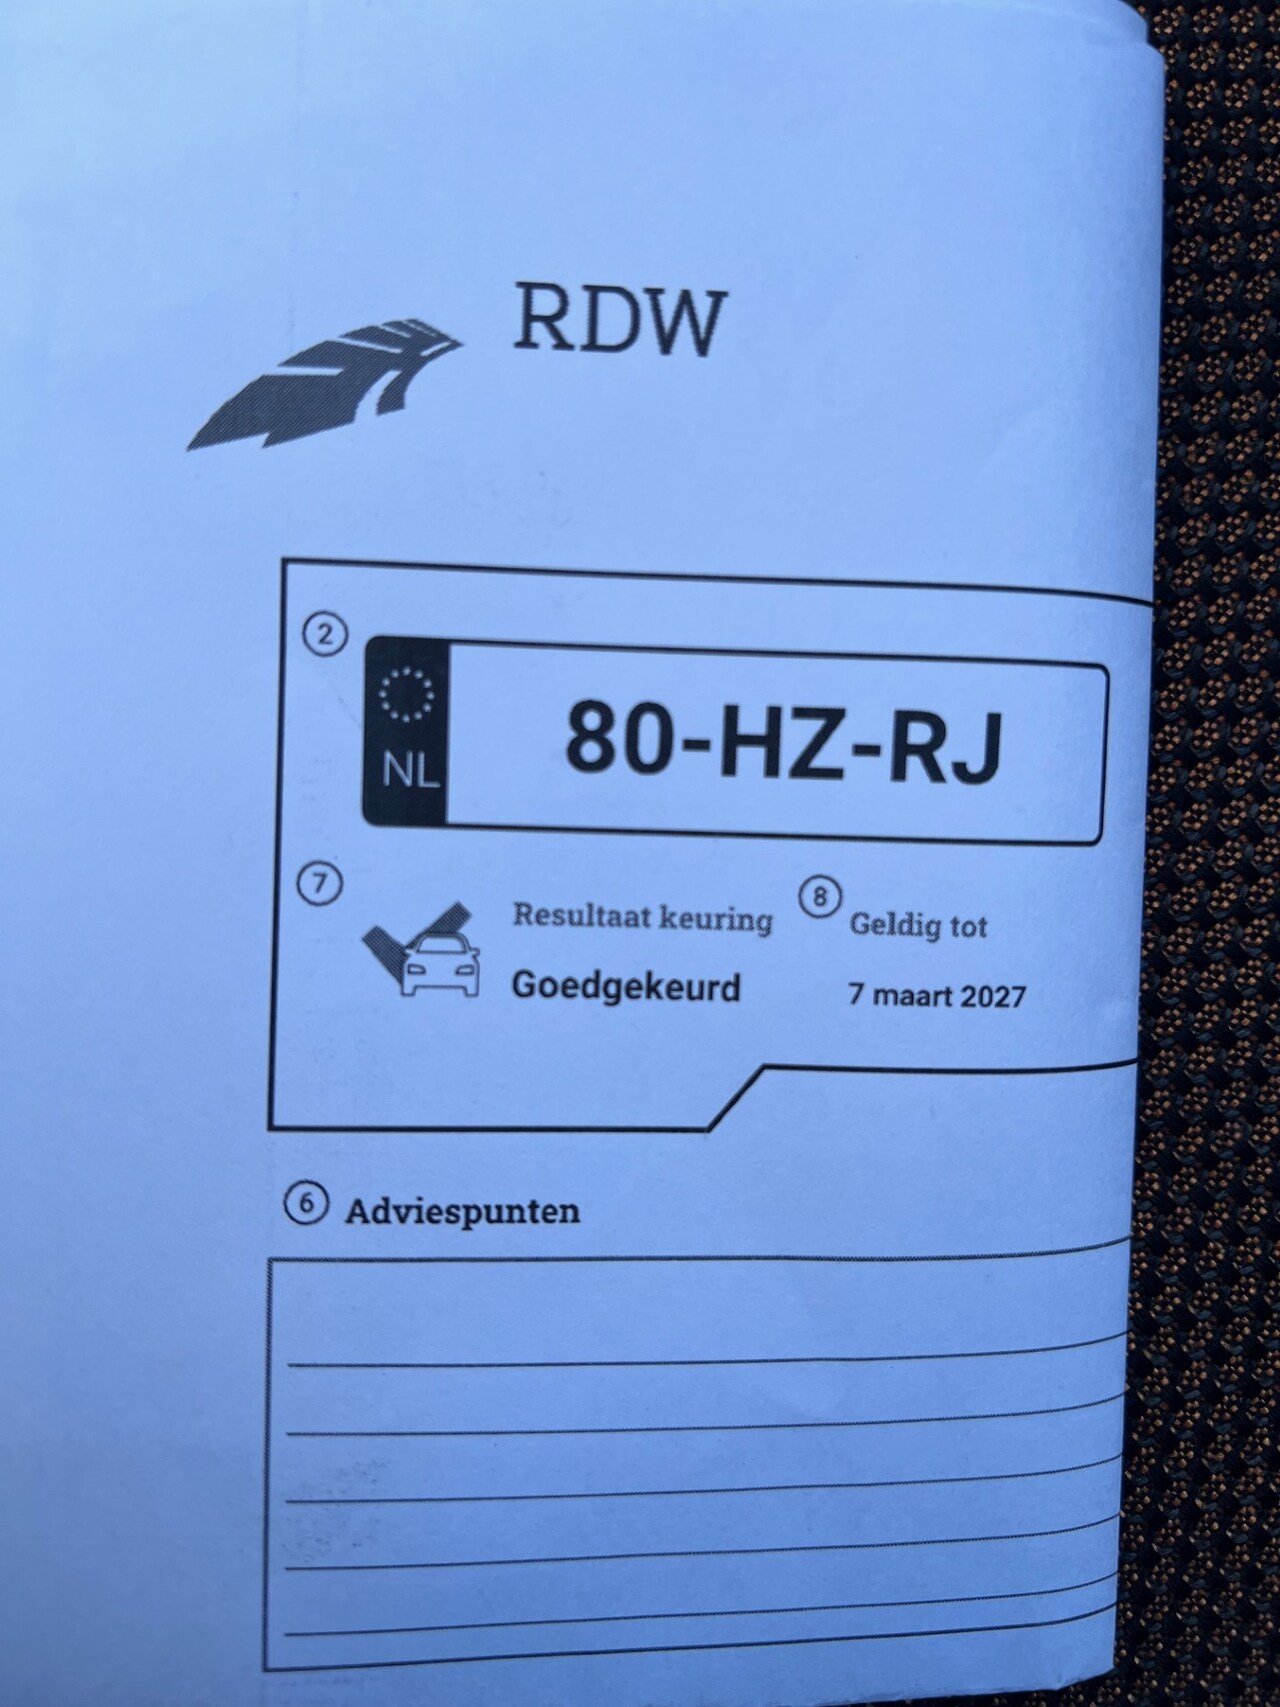 RDW
2
NL
80-HZ-RJ
7
Resultaat keuring
Goedgekeurd
8
Geldig tot
7 maart 2027
6 Adviespunten